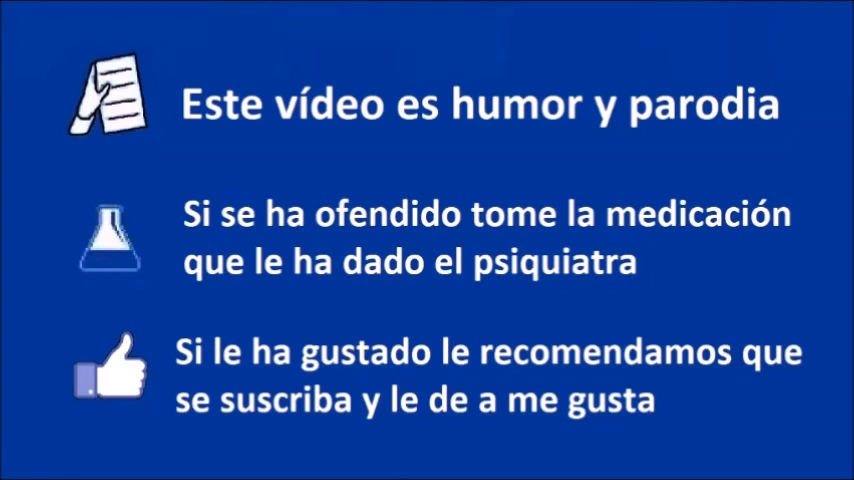 Este vídeo es humor y parodia
Si se ha ofendido tome la medicación
que le ha dado el psiquiatra
Si le ha gustado le recomendamos que
se suscriba y le de a me gusta